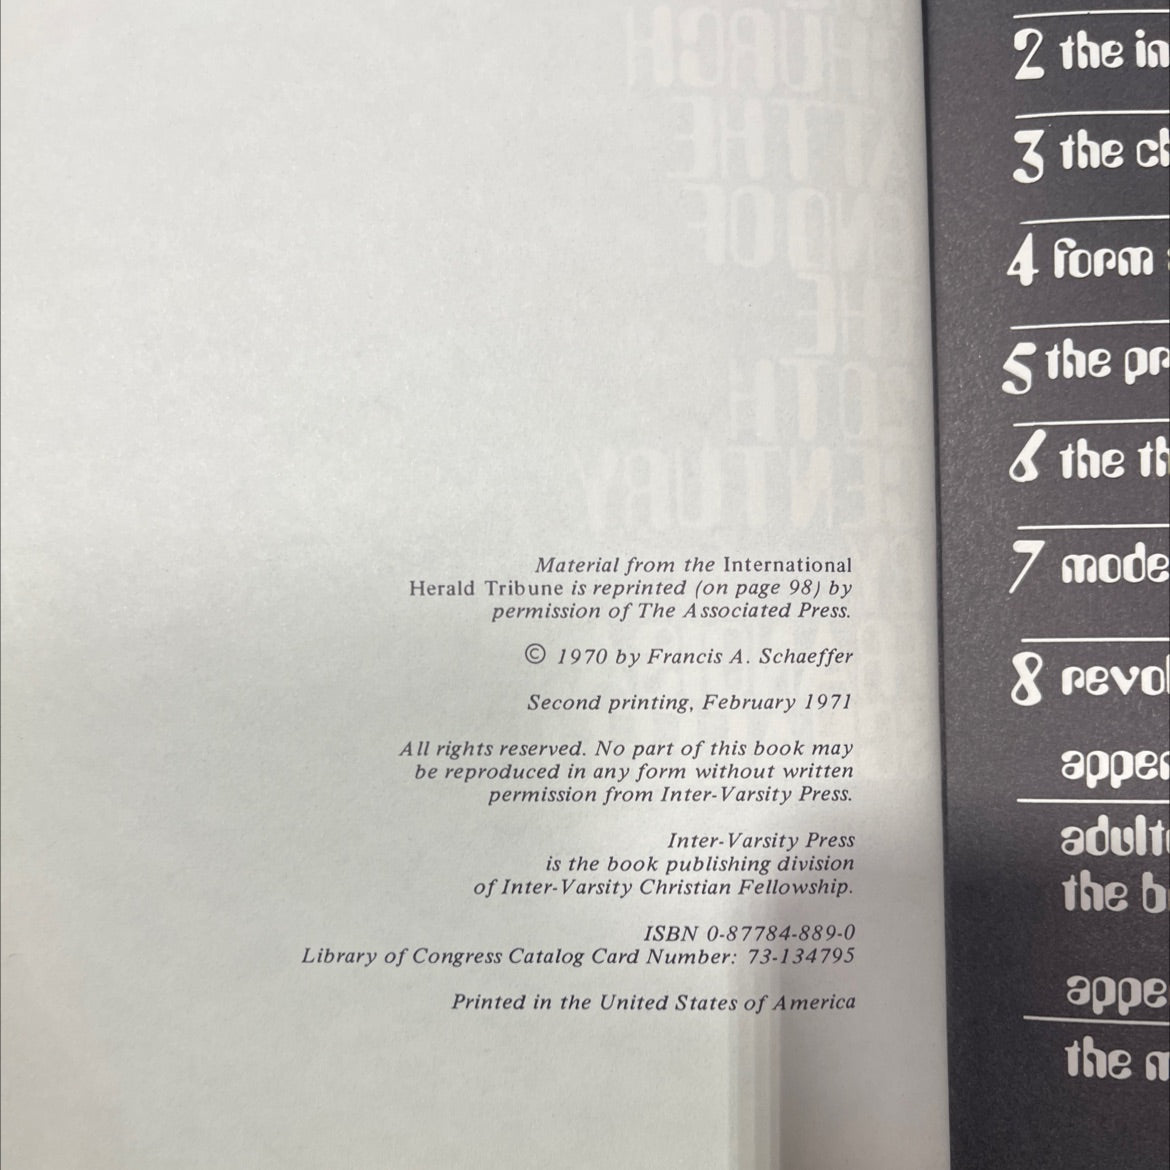 Material from the International
Herald Tribune is reprinted (on page 98) by
permission of The Associated Press.
© 1970 by Francis A. Schaeffer
Second printing, February 1971
All rights reserved. No part of this book may
be reproduced in any form without written
permission from Inter-Varsity Press.
Inter-Varsity Press
is the book publishing division
of Inter-Varsity Christian Fellowship.
ISBN 0-87784-889-0
Library of Congress Catalog Card Number: 73-134795
Printed in the United States of America
2 the in
3 the ch
4 form
5 the pr
6 the th
7 mode
8 revol
appen
adulte
the b
appe
the m